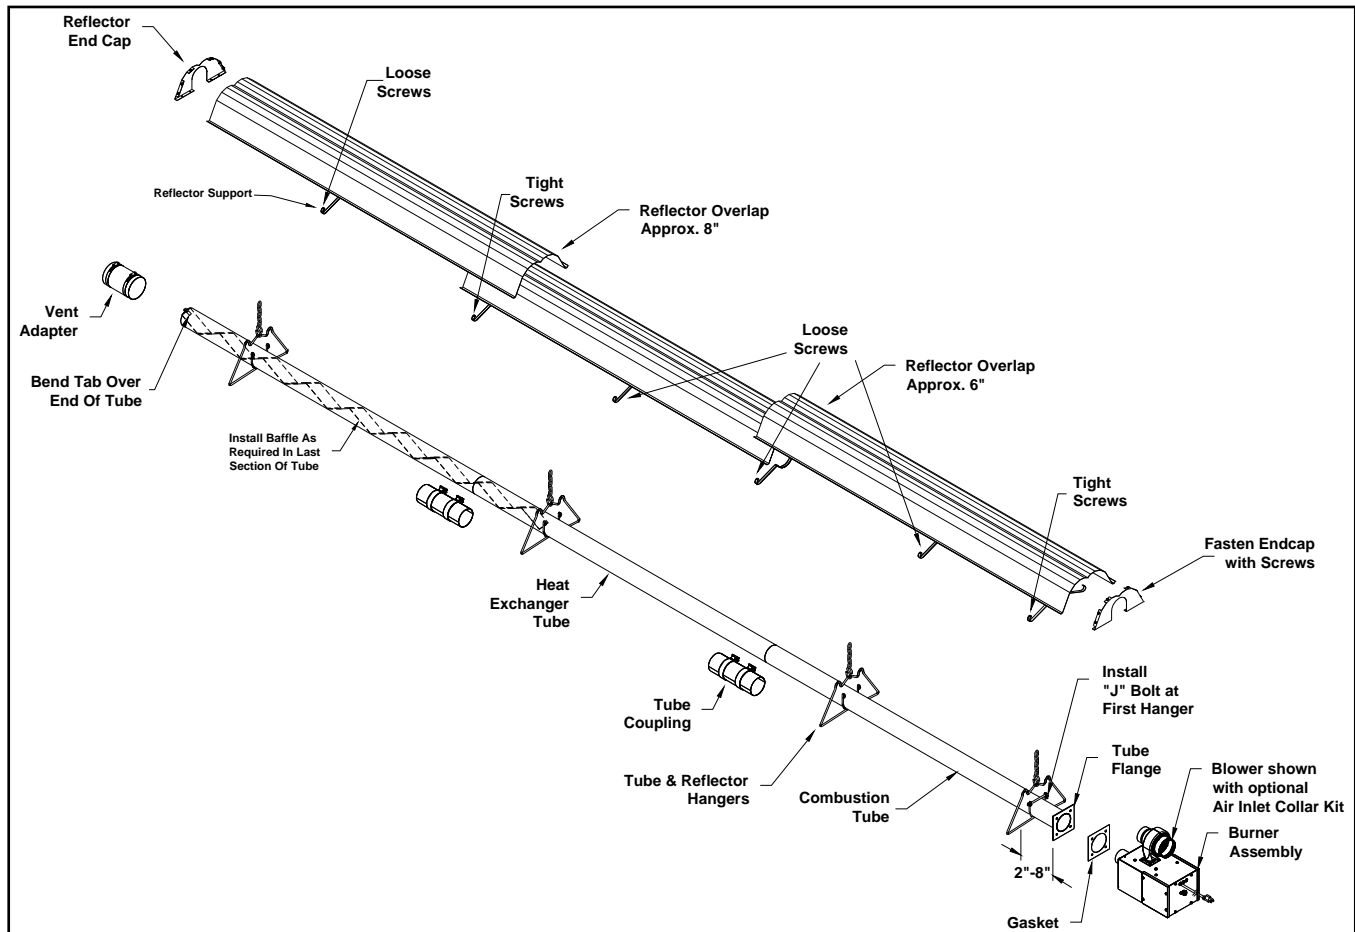 Reflector
End Cap
Loose
Screws
Reflector Support
Tight
Screws
Reflector Overlap
Approx. 8"
Vent
Adapter
Loose
Screws
Reflector Overlap
Approx. 6"
Bend Tab Over
End Of Tube
Install Baffle As
Required In Last
Section Of Tube
Tight
Screws
Fasten Endcap
with Screws
Heat
Exchanger
Tube
Install
"J" Bolt at
First Hanger
Tube
Coupling
Tube
Flange
Tube & Reflector
Hangers
Combustion
Tube
Blower shown
with optional
Air Inlet Collar Kit
Burner
Assembly
2"-8"
Gasket